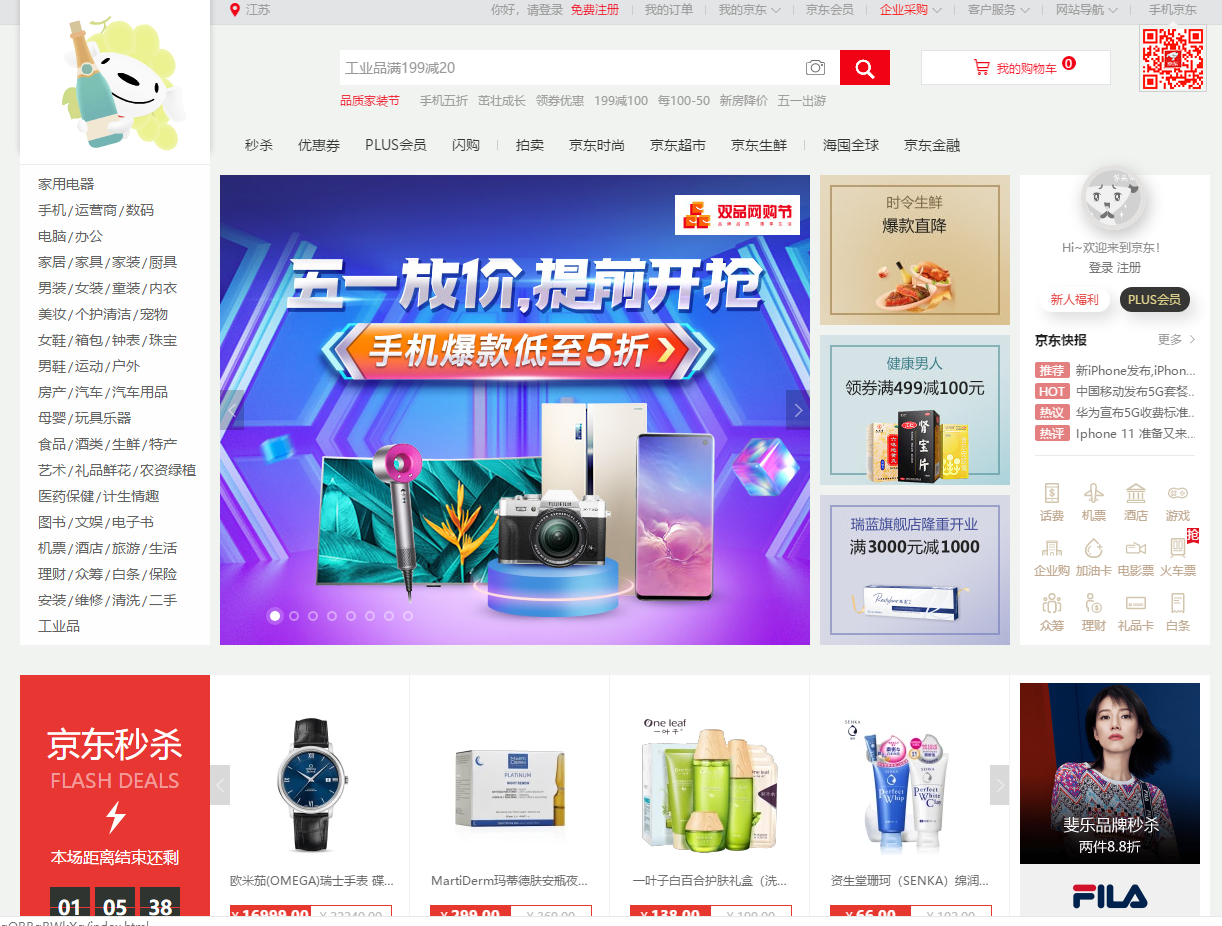 江苏
你好，请登录 免费注册 我的订单 我的京东 京东会员 企业采购 客户服务 网站导航 手机京东
工业品满199减20
我的购物车 0
品质家装节 手机五折 茁壮成长 领券优惠 199减100 每100-50 新房降价 五一出游
秒杀 优惠券 PLUS会员 闪购 拍卖 京东时尚 京东超市 京东生鲜 海囤全球 京东金融
家用电器
手机/运营商/数码
电脑/办公
家居/家具/家装/厨具
男装/女装/童装/内衣
美妆/个护清洁/宠物
女鞋/箱包/钟表/珠宝
男鞋/运动/户外
房产/汽车/汽车用品
母婴/玩具乐器
食品/酒类/生鲜/特产
艺术/礼品鲜花/农资绿植
医药保健/计生情趣
图书/文娱/电子书
机票/酒店/旅游/生活
理财/众筹/白条/保险
安装/维修/清洗/二手
工业品
双品网购节
五一放价,提前开抢
手机爆款低至5折
FUJIFILM
时令生鲜
爆款直降
健康男人
领券满499减100元
肾宝片
瑞蓝旗舰店隆重开业
满3000元减1000
Restylane
Hi~欢迎来到京东!
登录 注册
新人福利 PLUS会员
京东快报 更多
推荐 新iPhone发布,iPhon...
HOT 中国移动发布5G套餐..
热议 华为宣布5G收费标准..
热评 Iphone 11 准备又来...
话费 机票 酒店 游戏
抢
企业购 加油卡 电影票 火车票
众筹 理财 礼品卡 白条
京东秒杀
FLASH DEALS
本场距离结束还剩
01 05 38
MARTI DERM
PLATINUM
One leaf
一叶子
SENKA
Perfect Whip
Perfect White Clay
欧米茄(OMEGA)瑞士手表 碟...
MartiDerm玛蒂德肤安瓶夜...
一叶子白百合护肤礼盒（洗...
资生堂珊珂（SENKA）绵润...
¥ 16999.00
¥ 299.00
¥ 138.00
¥ 66.00
斐乐品牌秒杀
两件8.8折
FILA